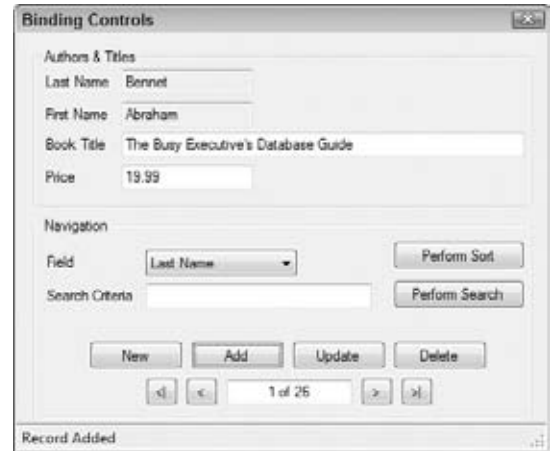 Binding Controls
Authors & Titles
Last Name Bennet
First Name Abraham
Book Title The Busy Executive's Database Guide
Price 19.99
Navigation
Field Last Name Perform Sort
Search Criteria Perform Search
New Add Update Delete
<| < 1 of 26 > >|
Record Added